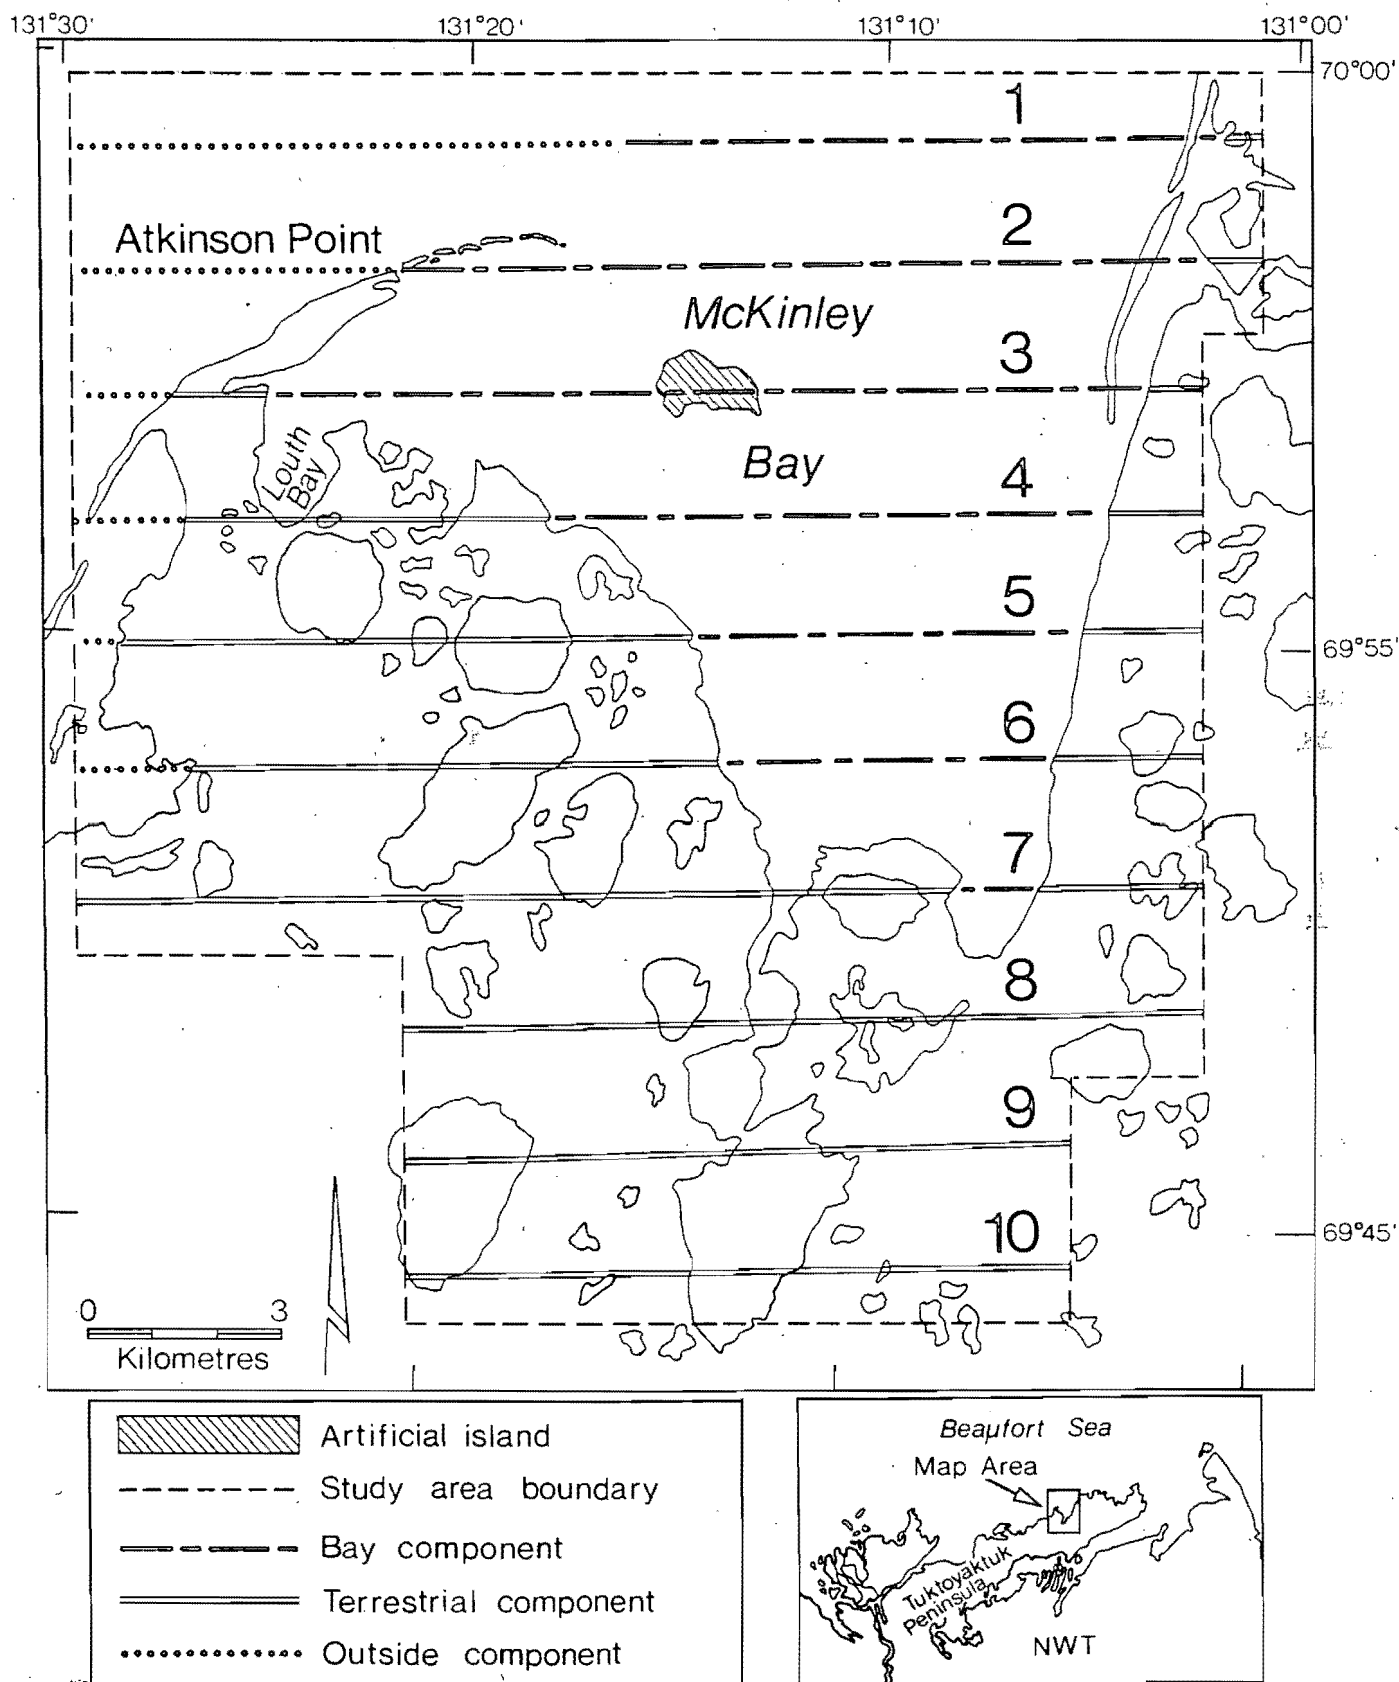 131°30' 131°20' 131°10' 131°00'
70°00'
1
2
Atkinson Point
McKinley
3
Bay
4
Louth
Bay
5
69°55'
6
7
8
9
10
69°45'
0 3
Kilometres
Artificial island
Study area boundary
Bay component
Terrestrial component
Outside component
Beaufort Sea
Map Area
Tuktoyaktuk
Peninsula
NWT